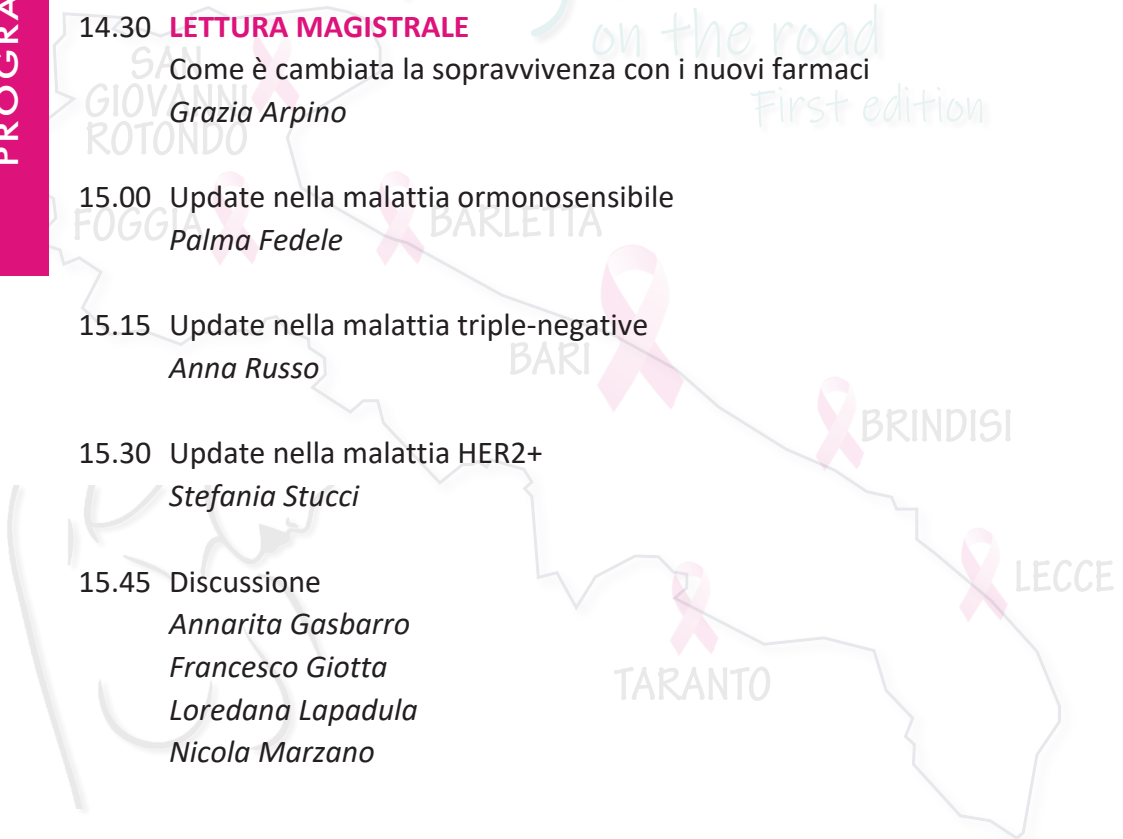 PROGRA
on the road
First edition
14.30 LETTURA MAGISTRALE
Come è cambiata la sopravvivenza con i nuovi farmaci
Grazia Arpino
15.00 Update nella malattia ormonosensibile
Palma Fedele
15.15 Update nella malattia triple-negative
Anna Russo
15.30 Update nella malattia HER2+
Stefania Stucci
15.45 Discussione
Annarita Gasbarro
Francesco Giotta
Loredana Lapadula
Nicola Marzano
SAN
GIOVANNI
ROTONDO
FOGGIA
BARLETTA
BARI
BRINDISI
LECCE
TARANTO